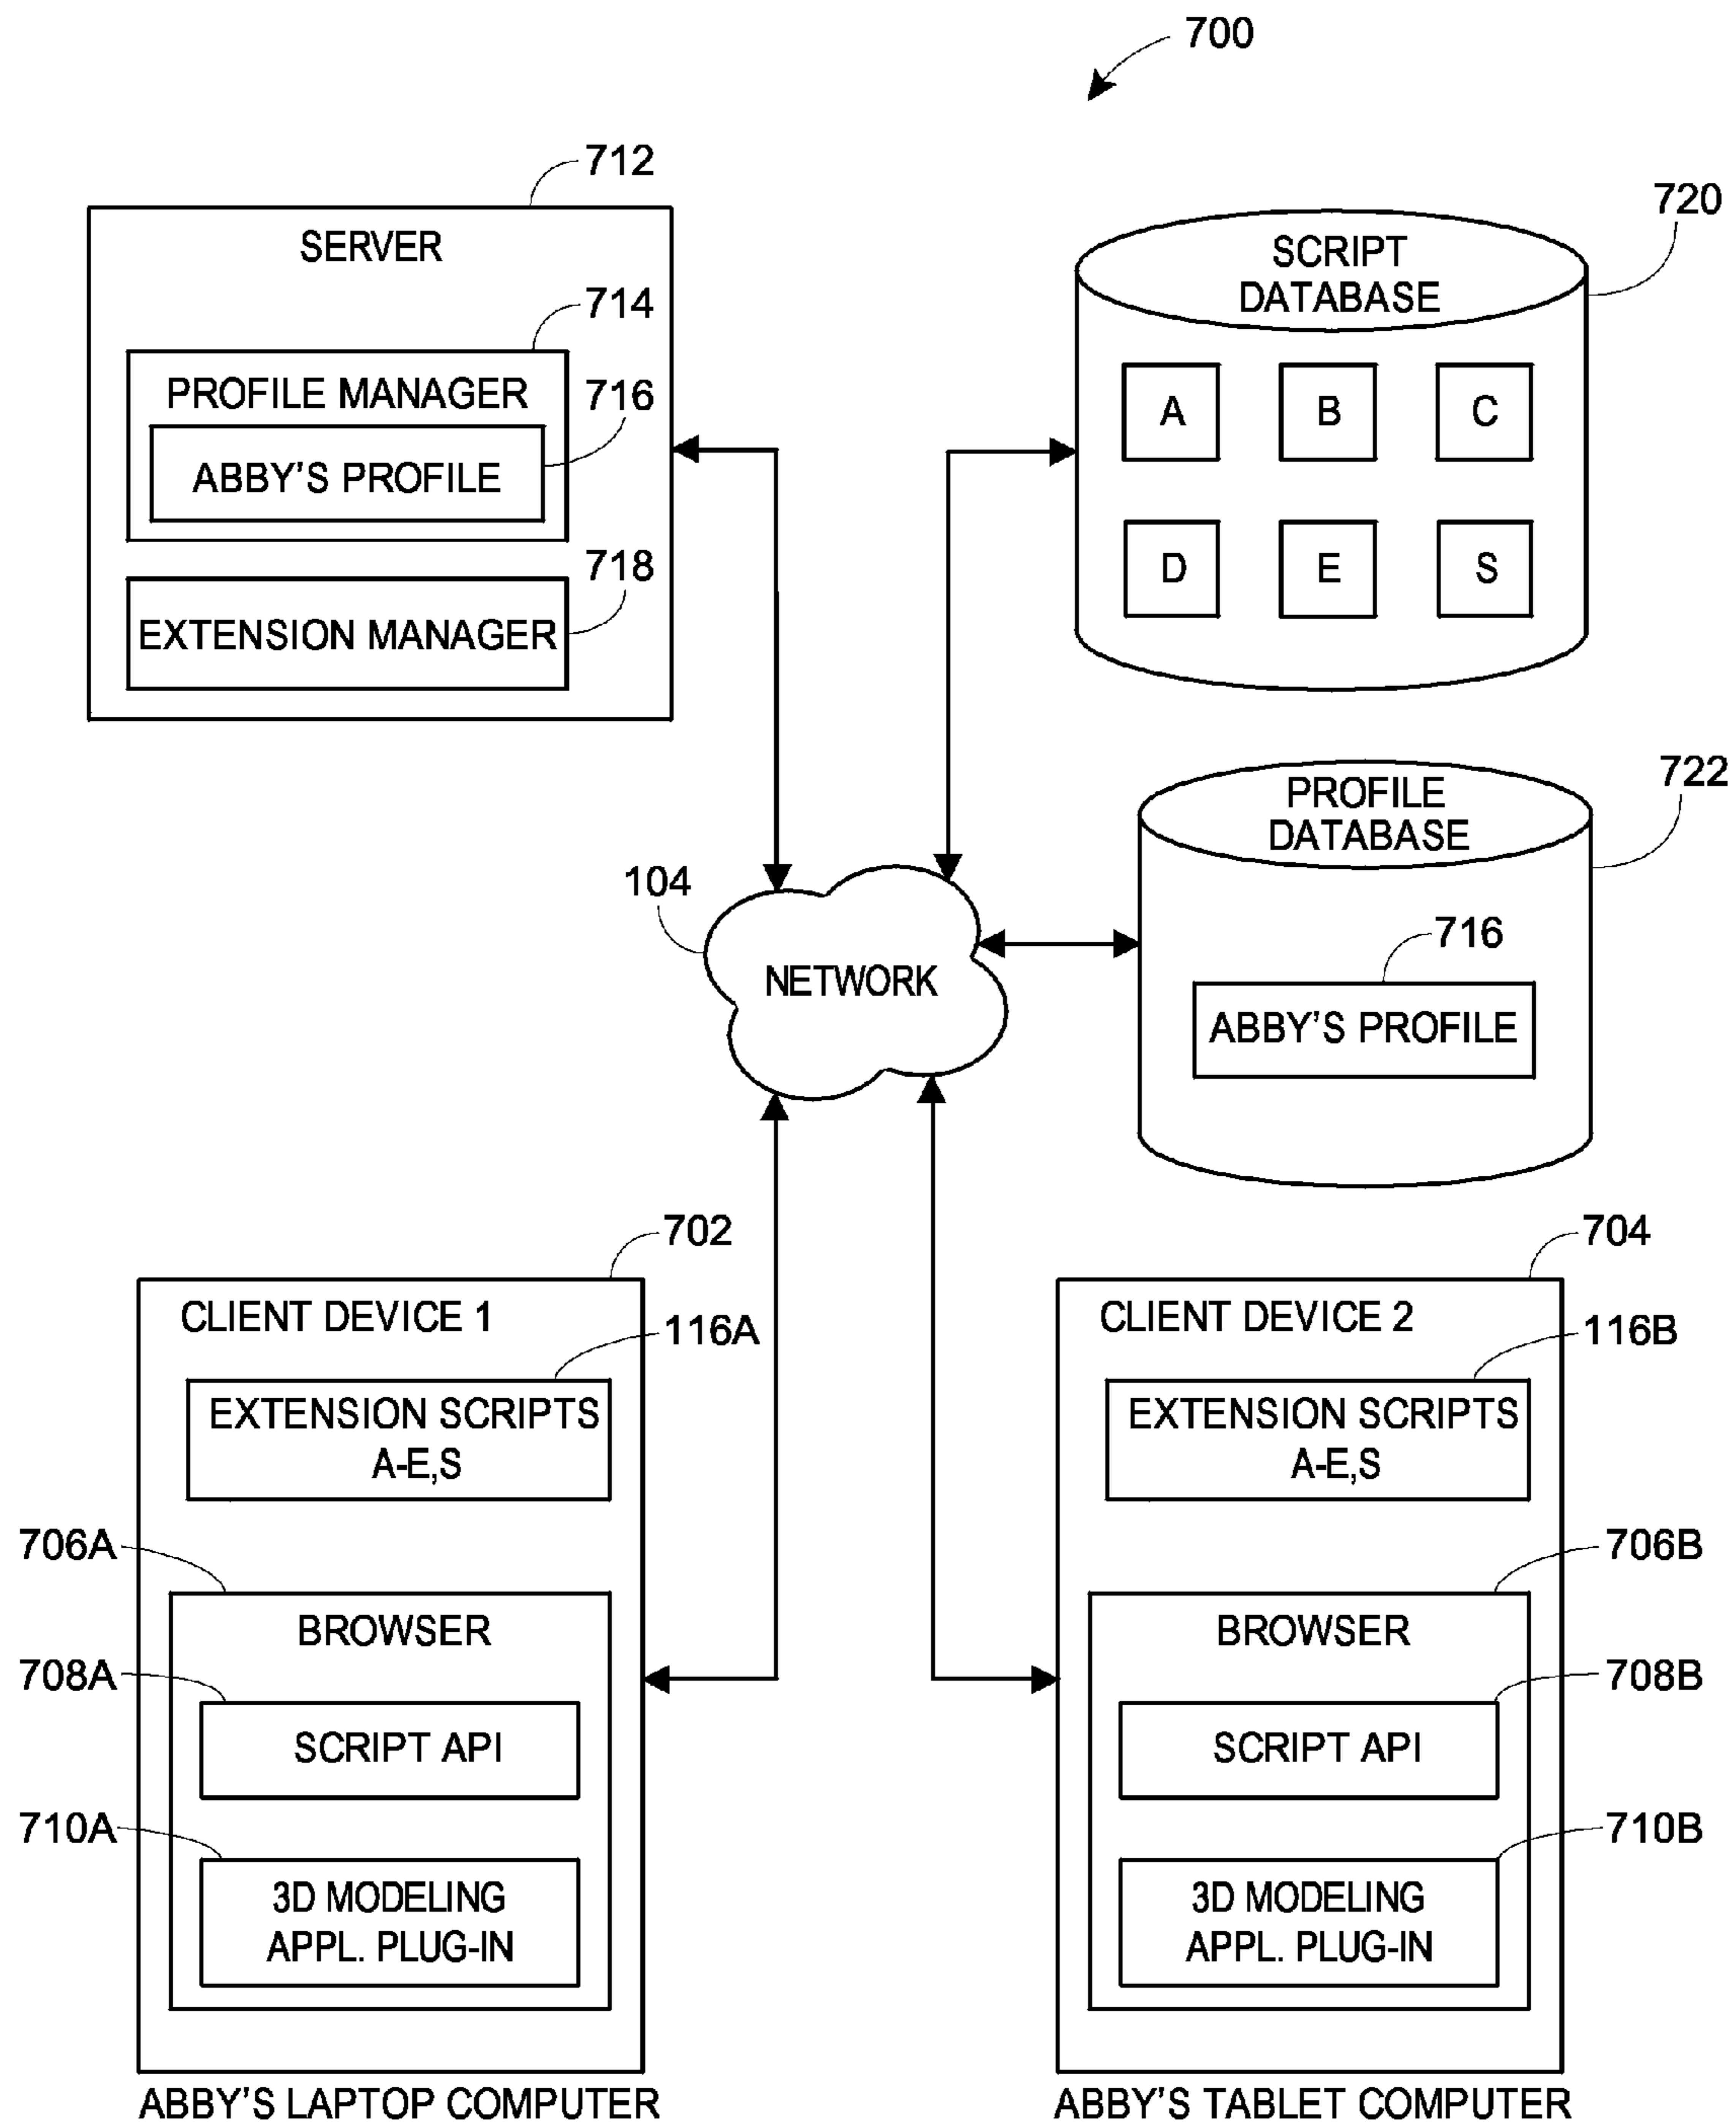 700
712
SERVER
714
PROFILE MANAGER
716
ABBY'S PROFILE
718
EXTENSION MANAGER
720
SCRIPT
DATABASE
A B C
D E S
722
PROFILE
DATABASE
716
ABBY'S PROFILE
104
NETWORK
702
CLIENT DEVICE 1
116A
EXTENSION SCRIPTS
A-E,S
706A
BROWSER
708A
SCRIPT API
710A
3D MODELING
APPL. PLUG-IN
ABBY'S LAPTOP COMPUTER
704
CLIENT DEVICE 2
116B
EXTENSION SCRIPTS
A-E,S
706B
BROWSER
708B
SCRIPT API
710B
3D MODELING
APPL. PLUG-IN
ABBY'S TABLET COMPUTER